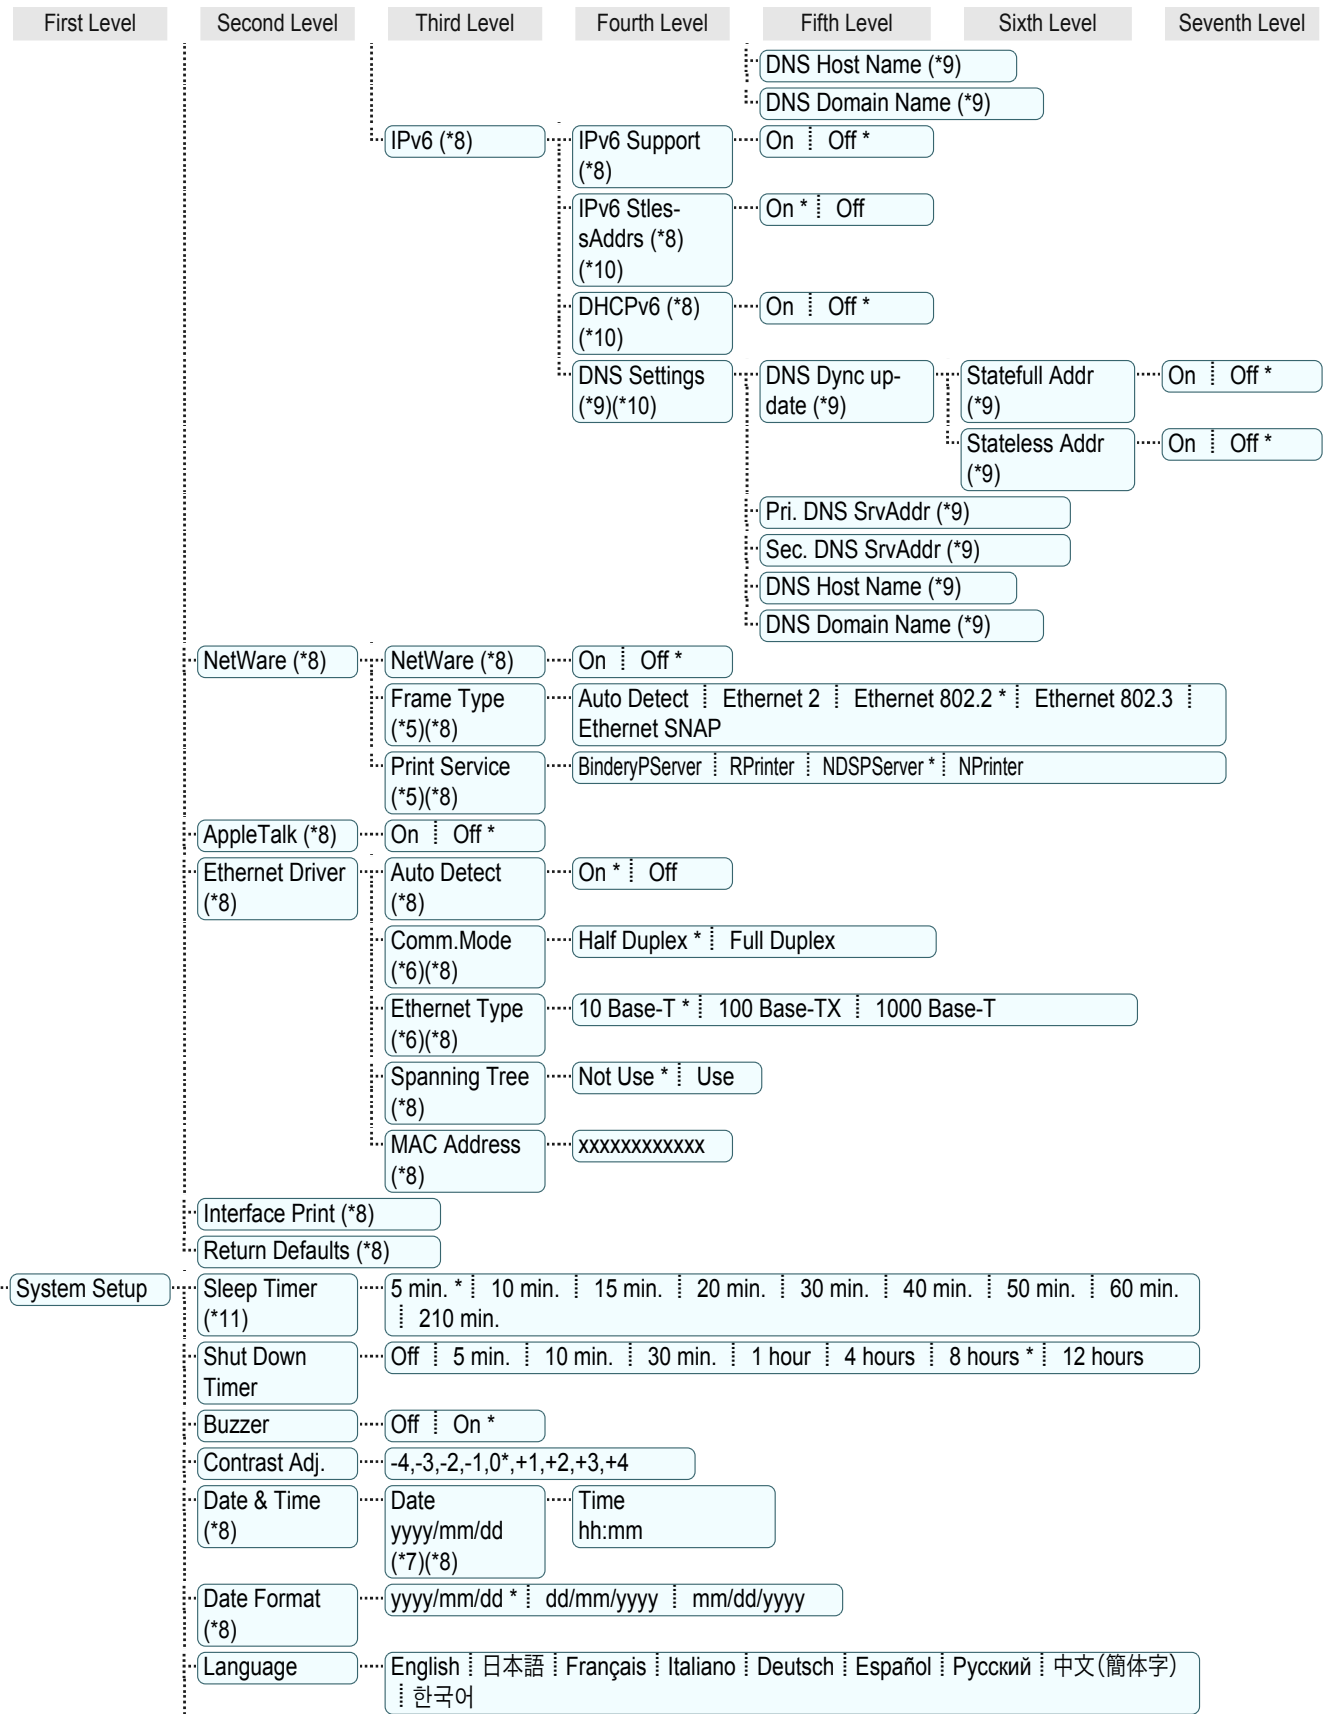 First Level Second Level Third Level Fourth Level Fifth Level Sixth Level Seventh Level
DNS Host Name (*9)
DNS Domain Name (*9)
IPv6 (*8)
IPv6 Support
(*8)
On Off *
IPv6 Stles-
sAddrs (*8)
(*10)
On * Off
DHCPv6 (*8)
(*10)
On Off *
DNS Settings
(*9)(*10)
DNS Dync up-
date (*9)
Statefull Addr
(*9)
On Off *
Stateless Addr
(*9)
On Off *
Pri. DNS SrvAddr (*9)
Sec. DNS SrvAddr (*9)
DNS Host Name (*9)
DNS Domain Name (*9)
NetWare (*8)
NetWare (*8)
On Off *
Frame Type
(*5)(*8)
Auto Detect Ethernet 2 Ethernet 802.2 * Ethernet 802.3
Ethernet SNAP
Print Service
(*5)(*8)
BinderyPServer RPrinter NDSPServer * NPrinter
AppleTalk (*8)
On Off *
Ethernet Driver
(*8)
Auto Detect
(*8)
On * Off
Comm.Mode
(*6)(*8)
Half Duplex * Full Duplex
Ethernet Type
(*6)(*8)
10 Base-T * 100 Base-TX 1000 Base-T
Spanning Tree
(*8)
Not Use * Use
MAC Address
(*8)
xxxxxxxxxxxx
Interface Print (*8)
Return Defaults (*8)
System Setup
Sleep Timer
(*11)
5 min. * 10 min. 15 min. 20 min. 30 min. 40 min. 50 min. 60 min.
210 min.
Shut Down
Timer
Off 5 min. 10 min. 30 min. 1 hour 4 hours 8 hours * 12 hours
Buzzer
Off On *
Contrast Adj.
-4,-3,-2,-1,0*,+1,+2,+3,+4
Date & Time
(*8)
Date
yyyy/mm/dd
(*7)(*8)
Time
hh:mm
Date Format
(*8)
yyyy/mm/dd * dd/mm/yyyy mm/dd/yyyy
Language
English 日本語 Français Italiano Deutsch Español Русский 中文(簡体字)
한국어